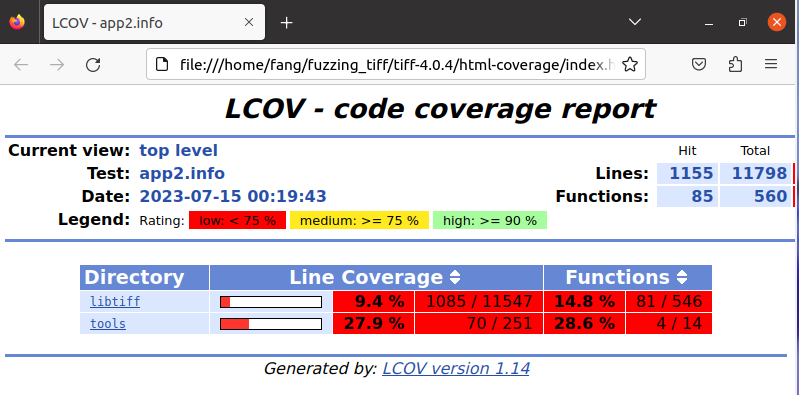 LCOV - app2.info
file:///home/fang/fuzzing_tiff/tiff-4.0.4/html-coverage/index.h
LCOV - code coverage report
Current view: top level Hit Total
Test: app2.info Lines: 1155 11798
Date: 2023-07-15 00:19:43 Functions: 85 560
Legend: Rating: low: < 75 % medium: >= 75 % high: >= 90 %
Directory Line Coverage Functions
libtiff 9.4 % 1085 / 11547 14.8 % 81 / 546
tools 27.9 % 70 / 251 28.6 % 4 / 14
Generated by: LCOV version 1.14